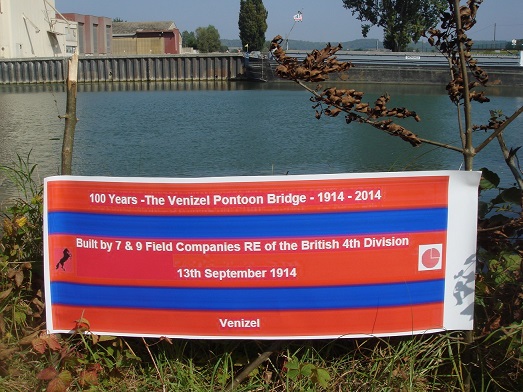 100 Years -The Venizel Pontoon Bridge - 1914 - 2014
Built by 7 & 9 Field Companies RE of the British 4th Division
13th September 1914
Venizel